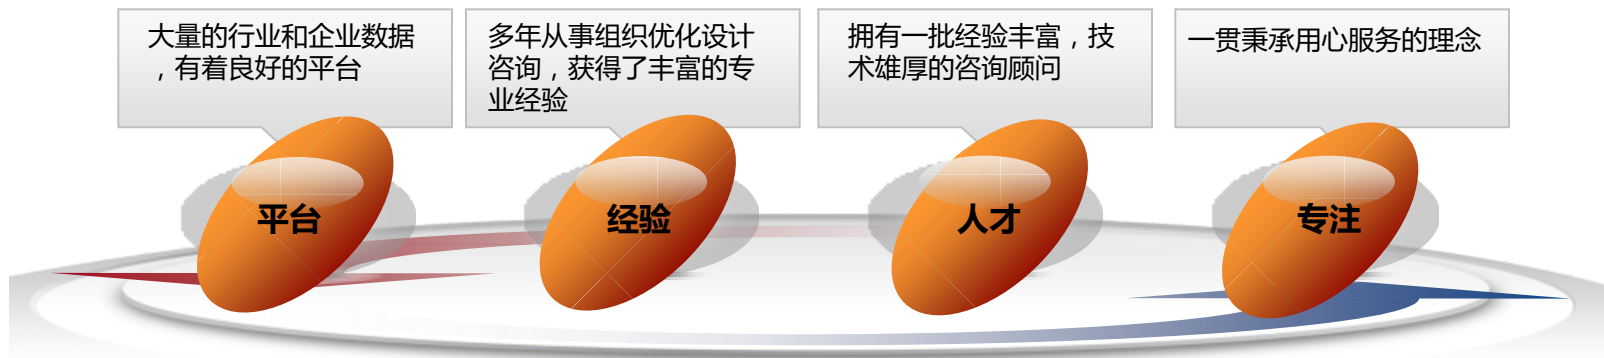 大量的行业和企业数据
，有着良好的平台
多年从事组织优化设计
咨询，获得了丰富的专
业经验
拥有一批经验丰富，技
术雄厚的咨询顾问
一贯秉承用心服务的理念
平台
经验
人才
专注